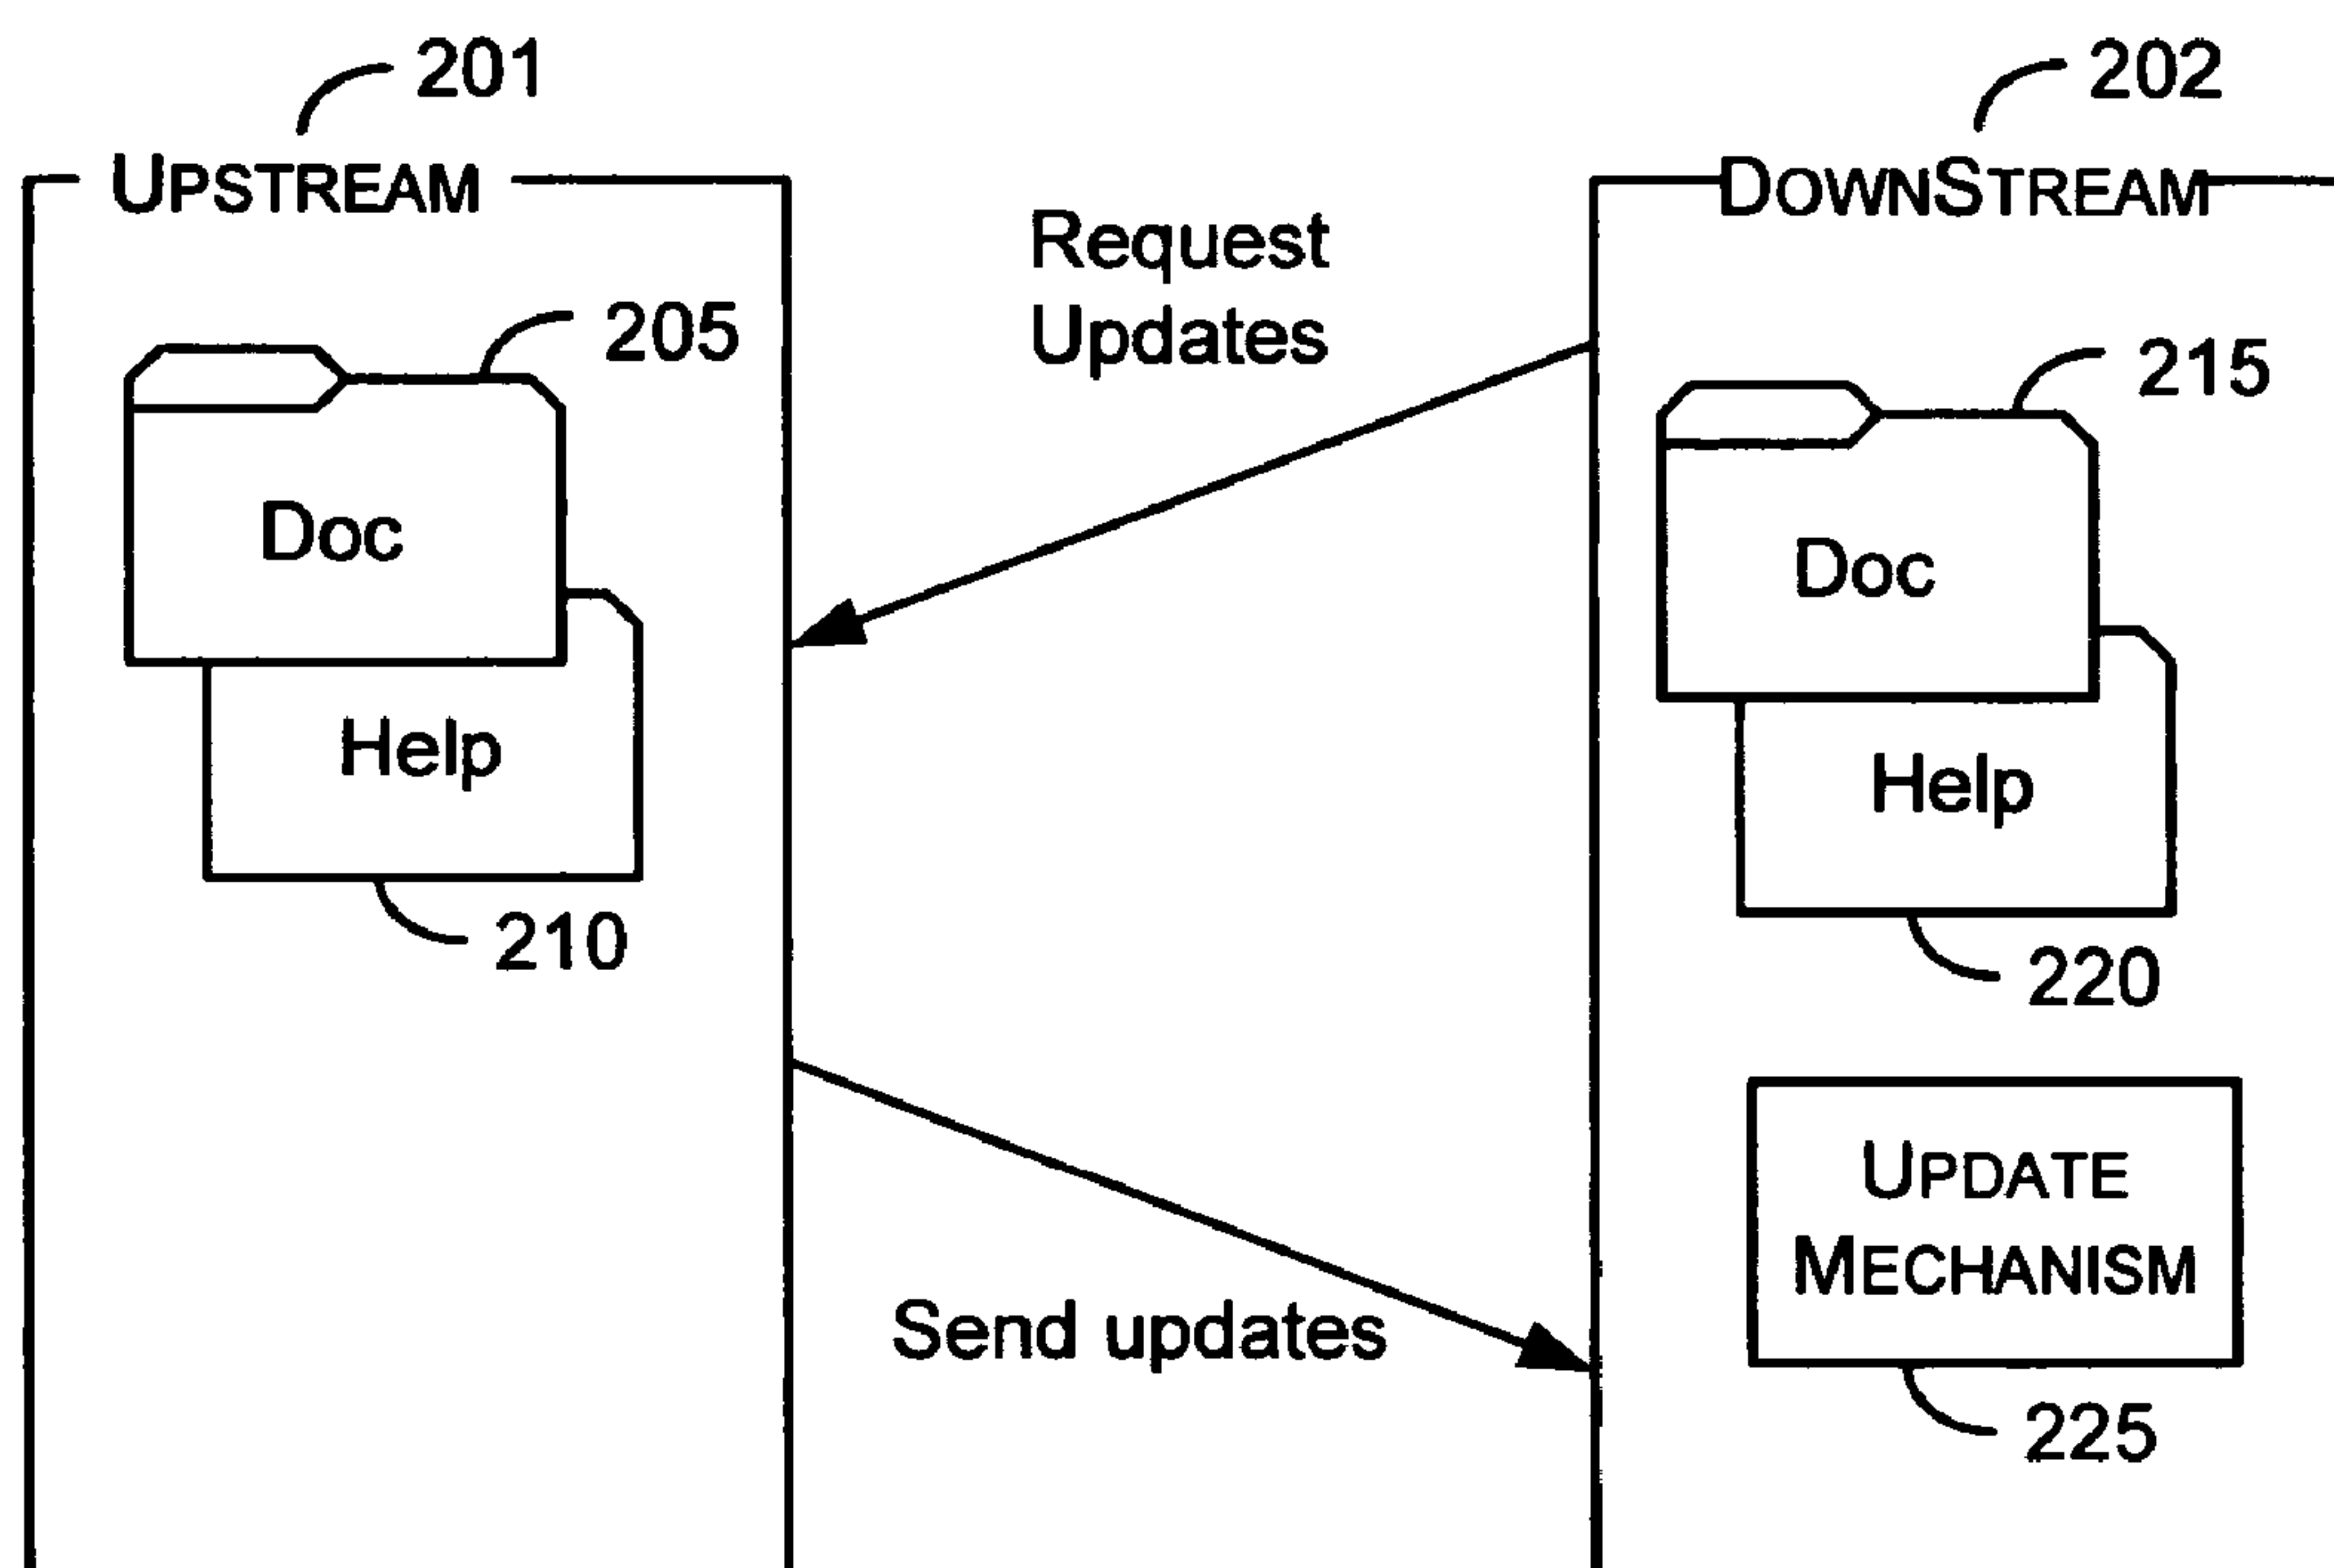 201
202
UPSTREAM
DOWNSTREAM
Request
Updates
205
215
Doc
Doc
Help
Help
210
220
UPDATE
MECHANISM
Send updates
225